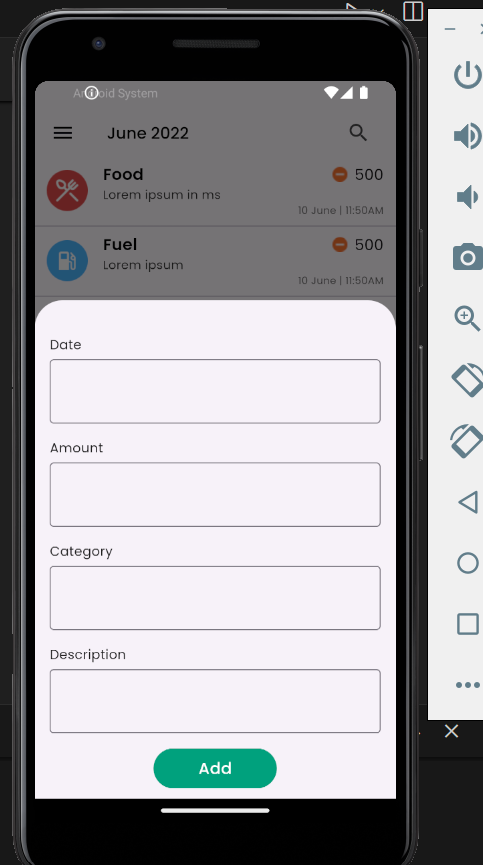 Android System
June 2022
Food
500
Lorem ipsum in ms
10 June | 11:50AM
Fuel
500
Lorem ipsum
10 June | 11:50AM
Date
Amount
Category
Description
Add